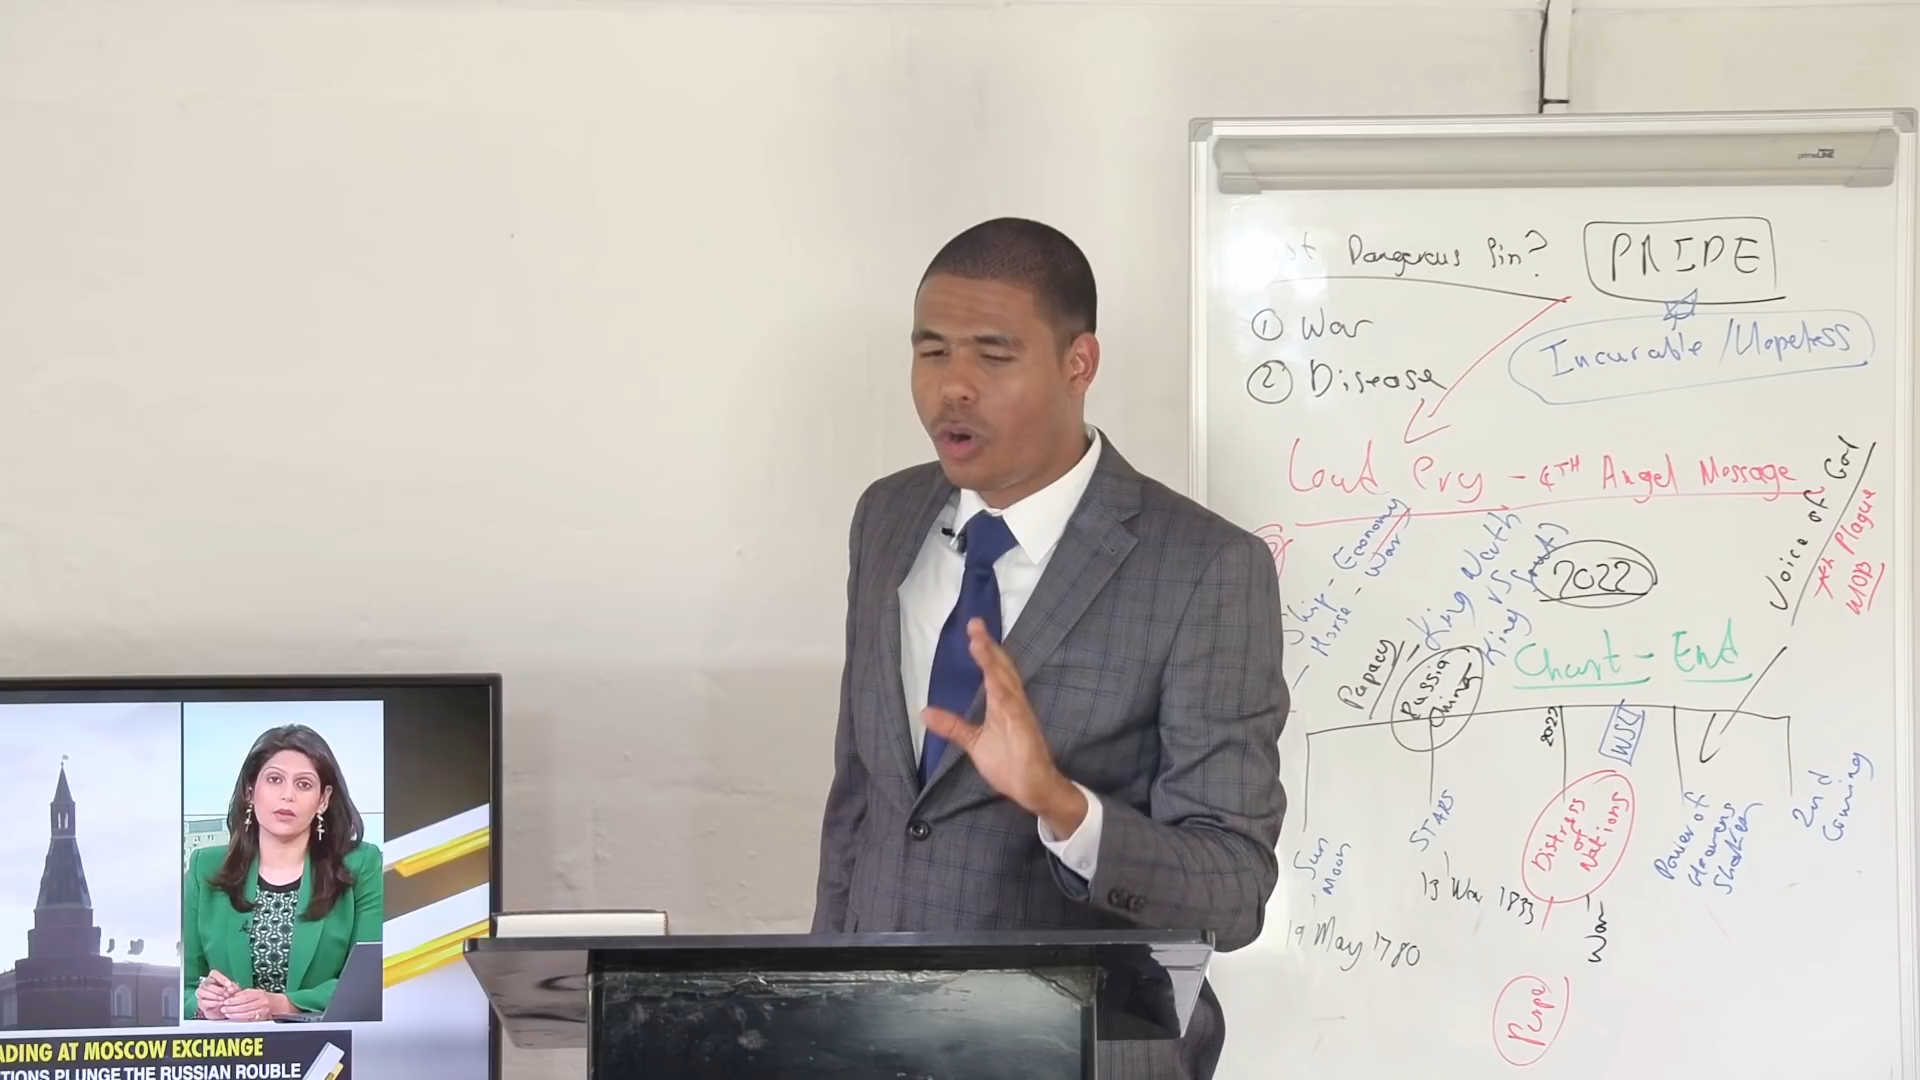 primeLINE
Dangerous Sin?
PRIDE
① War
Incurable / Hopeless
② Disease
Loud Cry - 4TH Angel Message
Voice of God
7th Plague
Ship - Economy
Horse - War
King North
vs
King South
2022
Papacy -
Russia
China
Chart - End
2022
WSL
Sun
Moon
19 May 1780
STARS
13 Nov 1833
Distress
of
Nations
War
Power of
Heavens
Shaken
2nd
Coming
ADING AT MOSCOW EXCHANGE
TIONS PLUNGE THE RUSSIAN ROUBLE